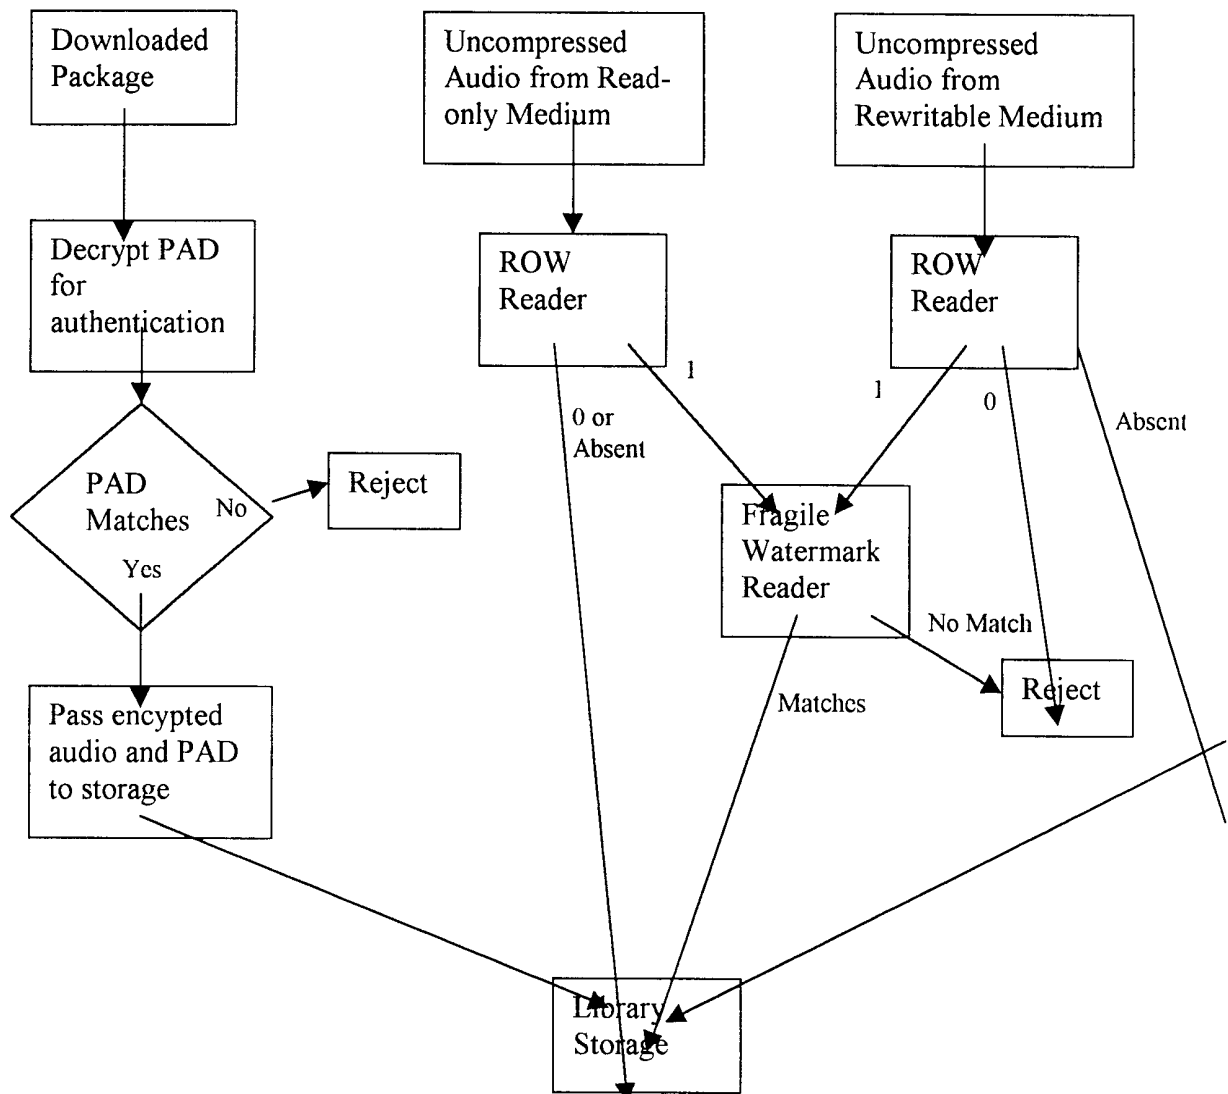 Downloaded
Package
Uncompressed
Audio from Read-
only Medium
Uncompressed
Audio from
Rewritable Medium
Decrypt PAD
for
authentication
ROW
Reader
ROW
Reader
1
0 or
Absent
1
0
Absent
PAD
Matches
No
Yes
Reject
Fragile
Watermark
Reader
No Match
Matches
Reject
Pass encypted
audio and PAD
to storage
Library
Storage